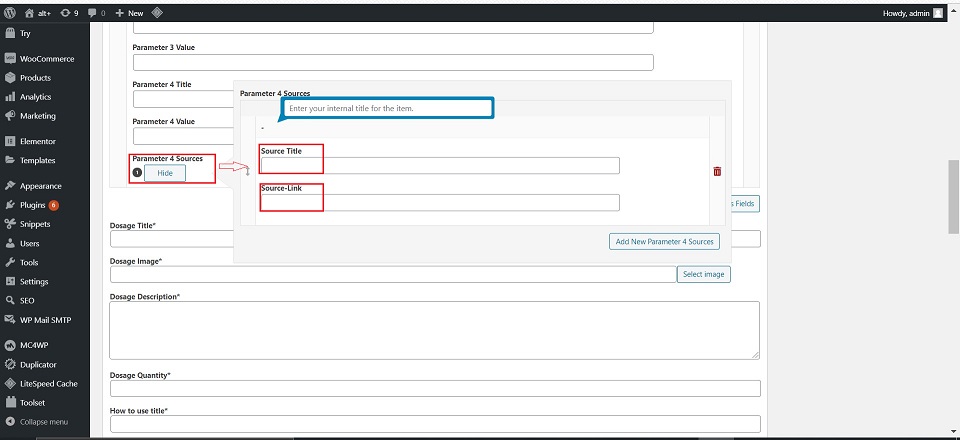 alt+ 9 0 + New Howdy, admin
Try
WooCommerce
Products
Analytics
Marketing
Elementor
Templates
Appearance
Plugins 6
Snippets
Users
Tools
Settings
SEO
WP Mail SMTP
MC4WP
Duplicator
LiteSpeed Cache
Toolset
Collapse menu
Parameter 3 Value
Parameter 4 Title
Parameter 4 Value
Parameter 4 Sources
1 Hide
Parameter 4 Sources
Enter your internal title for the item.
-
Source Title
Source-Link
Add New Parameter 4 Sources
s Fields
Dosage Title*
Dosage Image*
Select image
Dosage Description*
Dosage Quantity*
How to use title*